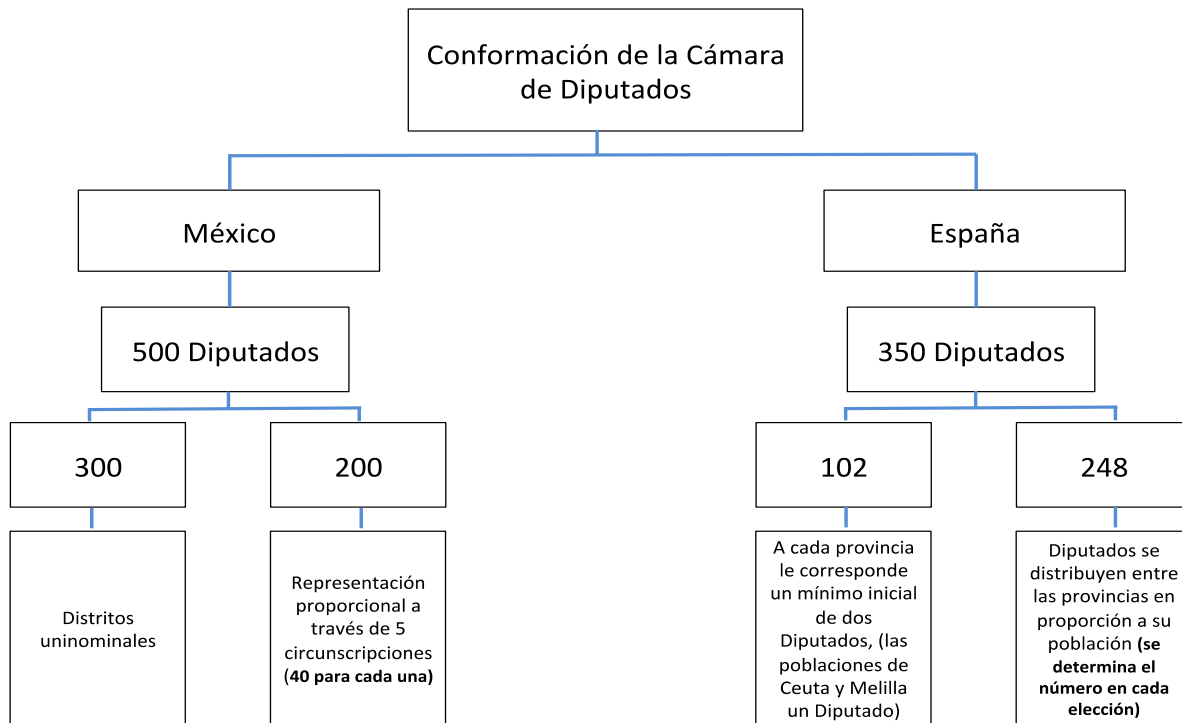 Conformación de la Cámara
de Diputados
México
España
500 Diputados
350 Diputados
300
200
102
248
Distritos
uninominales
Representación
proporcional a
través de 5
circunscripciones
(40 para cada una)
A cada provincia
le corresponde
un mínimo inicial
de dos
Diputados, (las
poblaciones de
Ceuta y Melilla
un Diputado)
Diputados se
distribuyen entre
las provincias en
proporción a su
población (se
determina el
número en cada
elección)